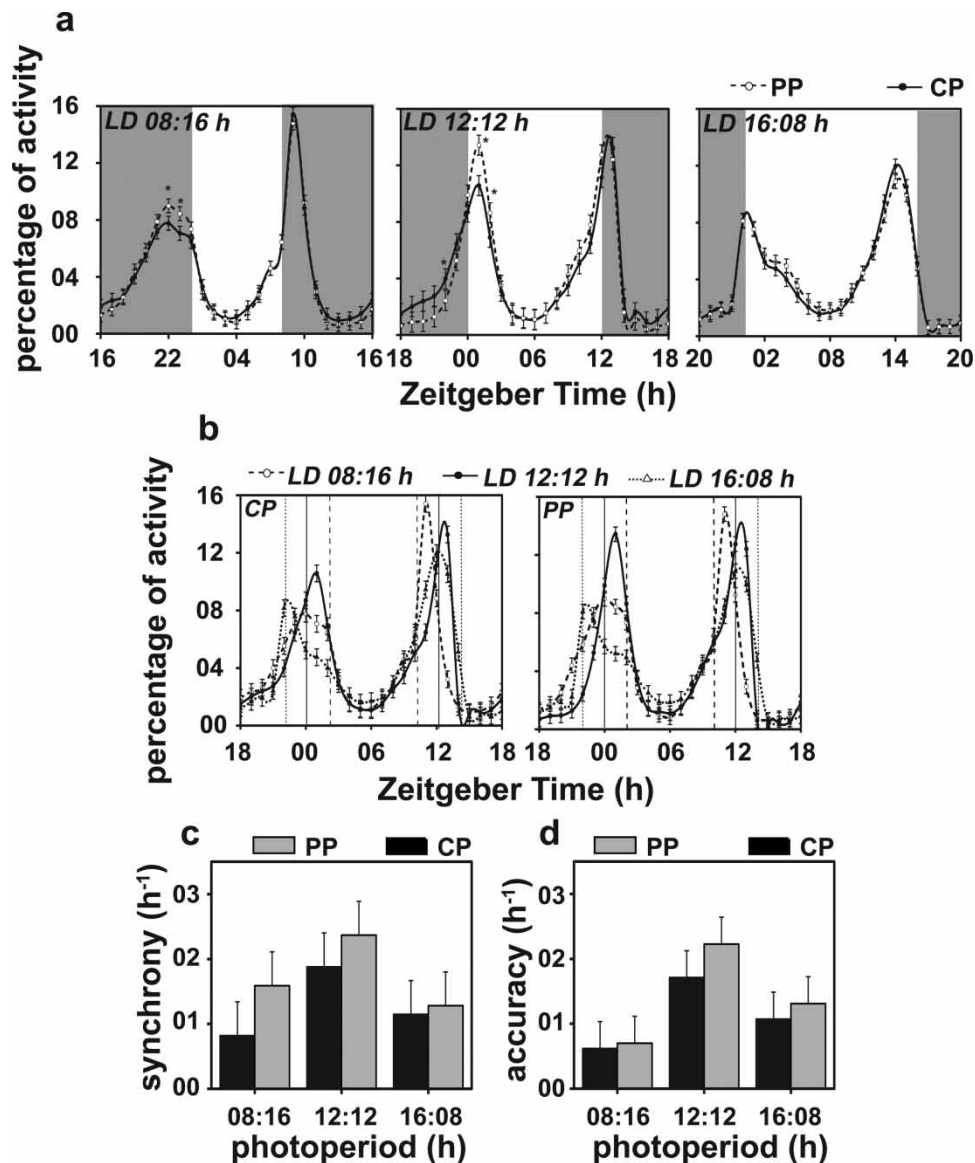 a
PP CP
LD 08:16 h LD 12:12 h LD 16:08 h
percentage of activity
16
12
08
04
00
* * * * *
16 22 04 10 16
18 00 06 12 18
20 02 08 14 20
Zeitgeber Time (h)
b
LD 08:16 h LD 12:12 h LD 16:08 h
CP PP
percentage of activity
16
12
08
04
00
18 00 06 12 18
18 00 06 12 18
Zeitgeber Time (h)
c
PP CP
synchrony (h-1)
03
02
01
00
08:16 12:12 16:08
photoperiod (h)
d
PP CP
accuracy (h-1)
03
02
01
00
08:16 12:12 16:08
photoperiod (h)